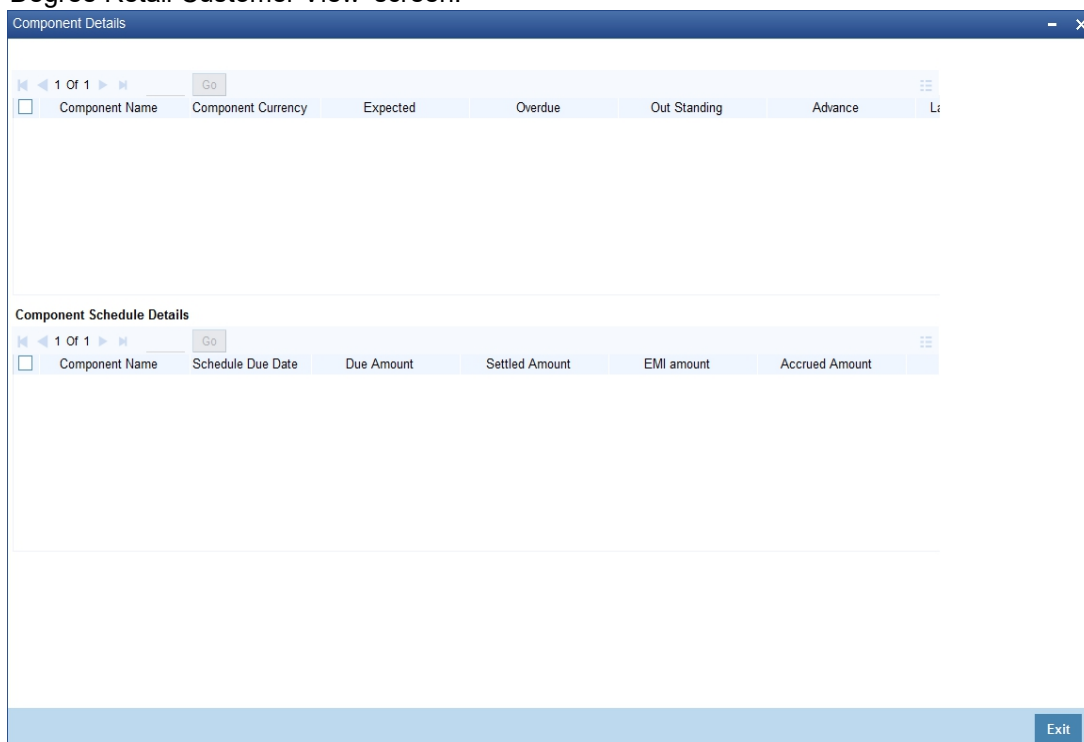 Degree Retail Customer View' screen.
Component Details
1 Of 1 Go
Component Name Component Currency Expected Overdue Out Standing Advance
Component Schedule Details
1 Of 1 Go
Component Name Schedule Due Date Due Amount Settled Amount EMI amount Accrued Amount
Exit